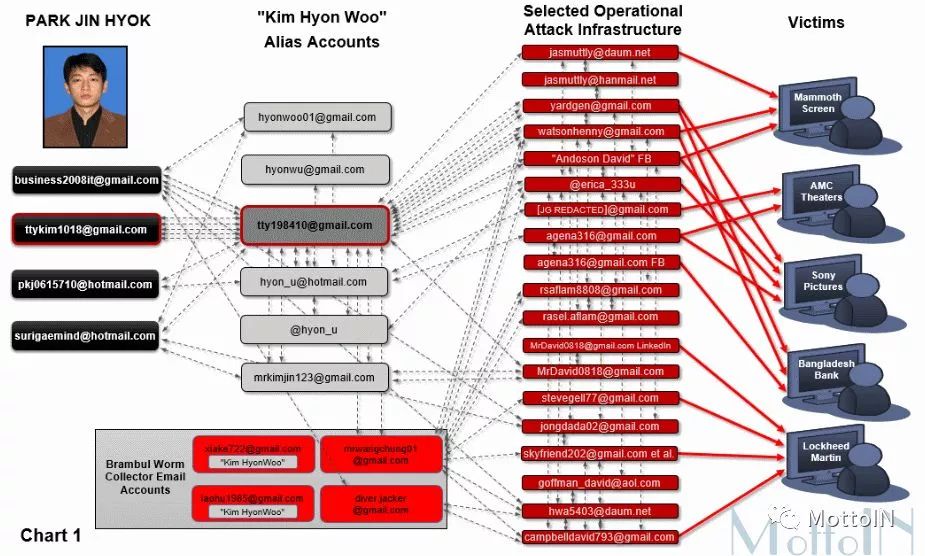 PARK JIN HYOK
business2008it@gmail.com
ttykim1018@gmail.com
pkj0615710@hotmail.com
surigaemind@hotmail.com
"Kim Hyon Woo"
Alias Accounts
hyonwoo01@gmail.com
hyonwu@gmail.com
tty198410@gmail.com
hyon_u@hotmail.com
@hyon_u
mrkimjin123@gmail.com
Brambul Worm
Collector Email
Accounts
xiake722@gmail.com
"Kim HyonWoo"
mrwangchung01
@gmail.com
laohu1985@gmail.com
"Kim HyonWoo"
diver.jacker
@gmail.com
Selected Operational
Attack Infrastructure
jasmuttly@daum.net
jasmuttly@hanmail.net
yardgen@gmail.com
watsonhenny@gmail.com
"Andoson David" FB
@erica_333u
[JG REDACTED]@gmail.com
agena316@gmail.com
agena316@gmail.com FB
rsaflam8808@gmail.com
rasel.aflam@gmail.com
MrDavid0818@gmail.com LinkedIn
MrDavid0818@gmail.com
stevegell77@gmail.com
jongdada02@gmail.com
skyfriend202@gmail.com et al.
goffman_david@aol.com
hwa5403@daum.net
campbelldavid793@gmail.com
Victims
Mammoth
Screen
AMC
Theaters
Sony
Pictures
Bangladesh
Bank
Lockheed
Martin
Chart 1
MottoIN
MottoIN